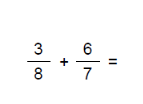 3/8 + 6/7 =